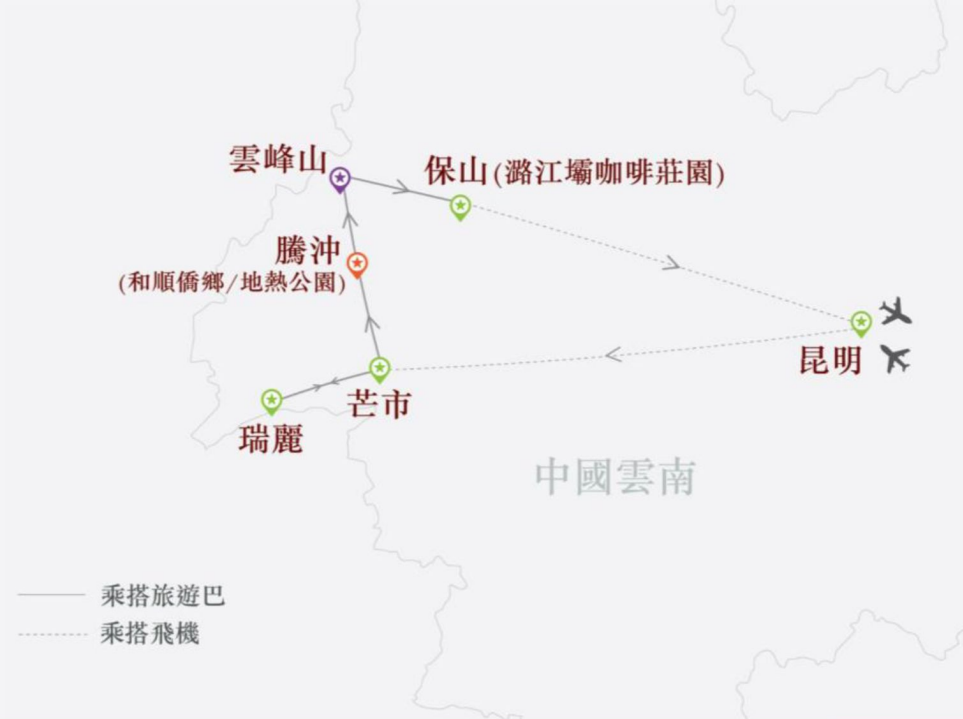 雲峰山
保山(潞江壩咖啡莊園)
騰沖
(和順僑鄉/地熱公園)
昆明
芒市
瑞麗
中國雲南
乘搭旅遊巴
乘搭飛機